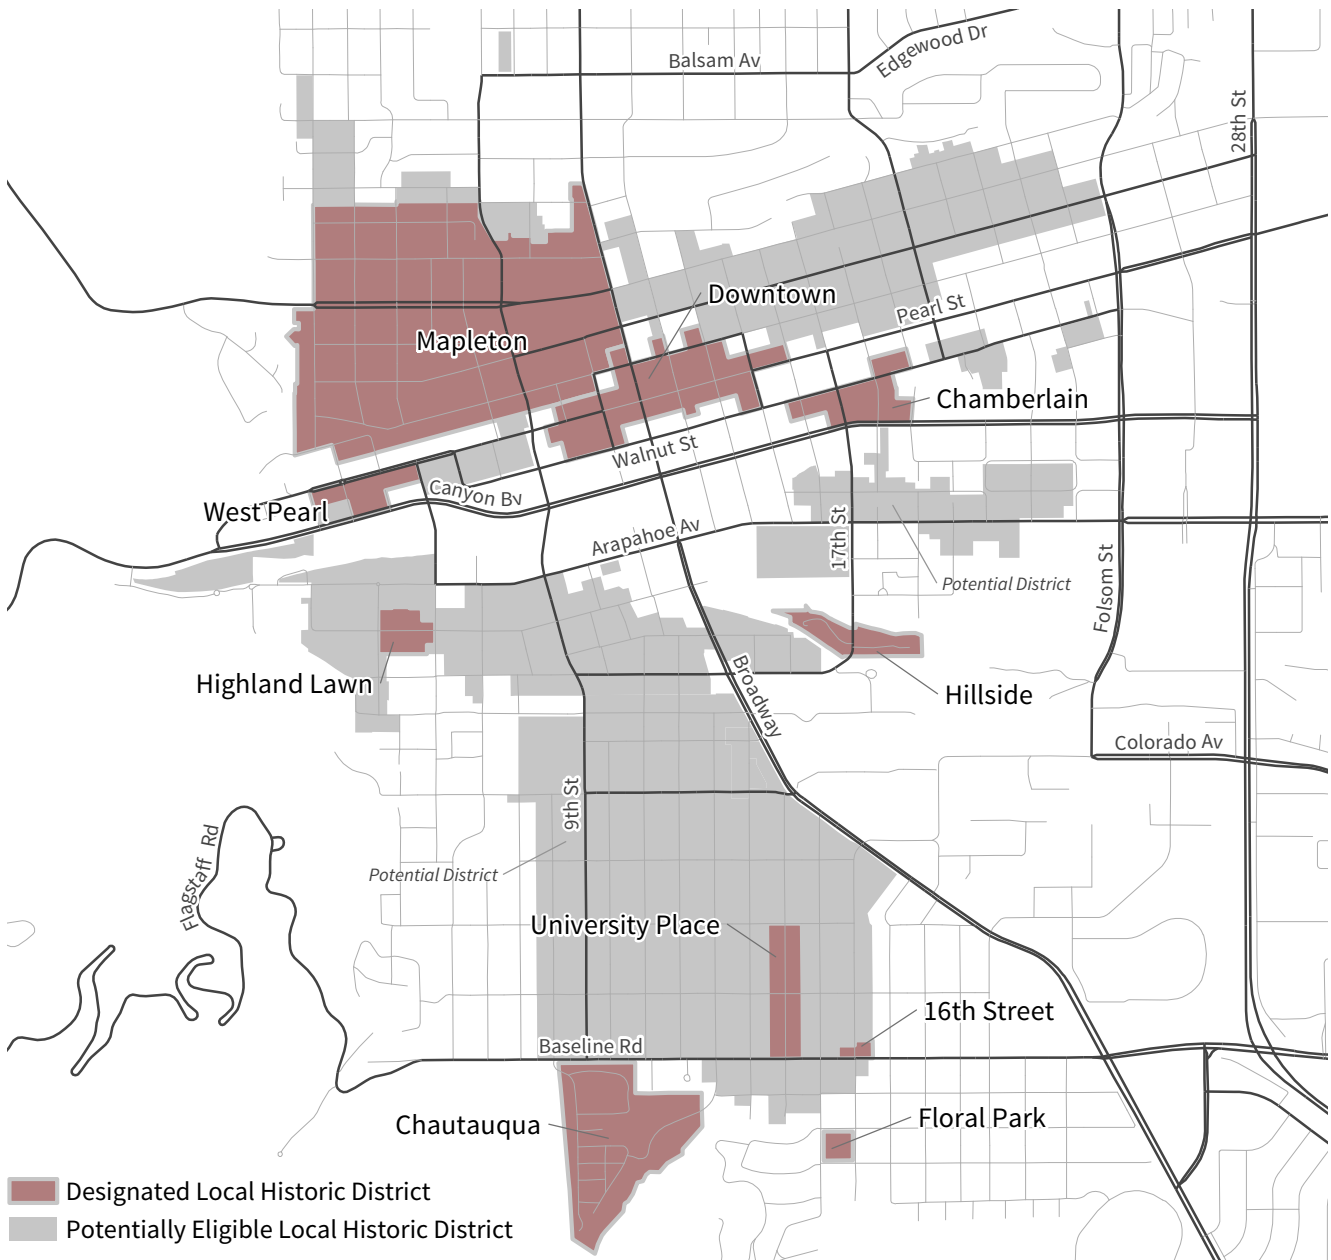 Balsam Av
Edgewood Dr
28th St
Downtown
Pearl St
Mapleton
Chamberlain
Walnut St
Canyon Bv
West Pearl
Arapahoe Av
17th St
Folsom St
Potential District
Highland Lawn
Broadway
Hillside
Colorado Av
9th St
Flagstaff Rd
Potential District
University Place
16th Street
Baseline Rd
Chautauqua
Floral Park
Designated Local Historic District
Potentially Eligible Local Historic District